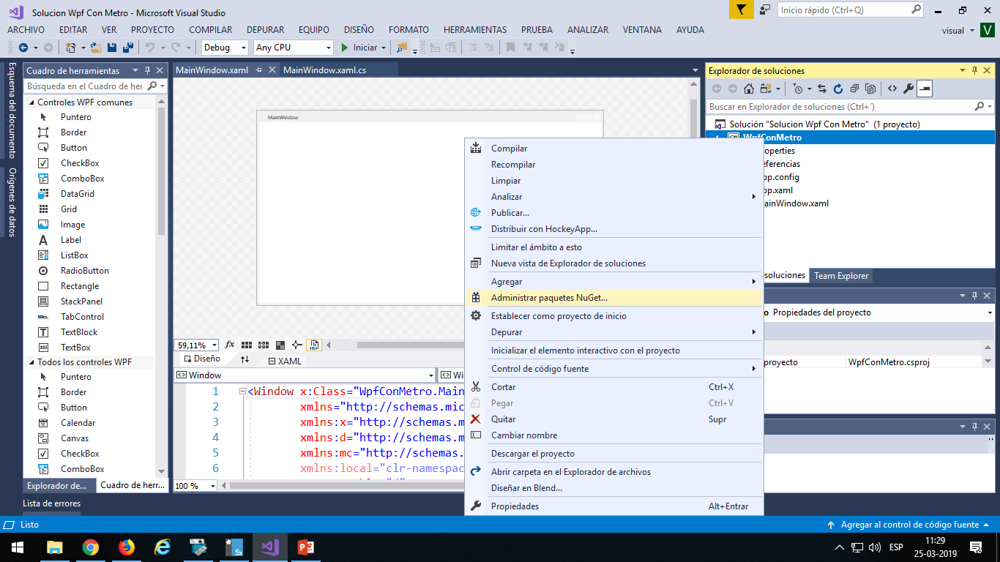 Solucion Wpf Con Metro - Microsoft Visual Studio
Inicio rápido (Ctrl+Q)
ARCHIVO EDITAR VER PROYECTO COMPILAR DEPURAR EQUIPO DISEÑO FORMATO HERRAMIENTAS PRUEBA ANALIZAR VENTANA AYUDA
visual V
Debug Any CPU Iniciar
Esquema del documento
Orígenes de datos
Cuadro de herramientas
Búsqueda en el Cuadro de her
Controles WPF comunes
Puntero
Border
Button
CheckBox
ComboBox
DataGrid
Grid
Image
Label
ListBox
RadioButton
Rectangle
StackPanel
TabControl
TextBlock
TextBox
Todos los controles WPF
Puntero
Border
Button
Calendar
Canvas
CheckBox
ComboBox
Explorador de... Cuadro de herr...
Lista de errores
MainWindow.xaml MainWindow.xaml.cs
MainWindow
59,11%
Diseño XAML
Window Wi
1 <Window x:Class="WpfConMetro.Main
2 xmlns="http://schemas.mic
3 xmlns:x="http://schemas.mi
4 xmlns:d="http://schemas.m
5 xmlns:mc="http://schemas.
6 xmlns:local="clr-namespac
100 %
Compilar
Recompilar
Limpiar
Analizar
Publicar...
Distribuir con HockeyApp...
Limitar el ámbito a esto
Nueva vista de Explorador de soluciones
Agregar
Administrar paquetes NuGet...
Establecer como proyecto de inicio
Depurar
Inicializar el elemento interactivo con el proyecto
Control de código fuente
Cortar Ctrl+X
Pegar Ctrl+V
Quitar Supr
Cambiar nombre
Descargar el proyecto
Abrir carpeta en el Explorador de archivos
Diseñar en Blend...
Propiedades Alt+Entrar
Explorador de soluciones
Buscar en Explorador de soluciones (Ctrl+´)
Solución "Solucion Wpf Con Metro" (1 proyecto)
C# WpfConMetro
operties
eferencias
pp.config
pp.xaml
ainWindow.xaml
soluciones Team Explorer
o Propiedades del proyecto
proyecto WpfConMetro.csproj
Listo
Agregar al control de código fuente
ESP
11:29
25-03-2019